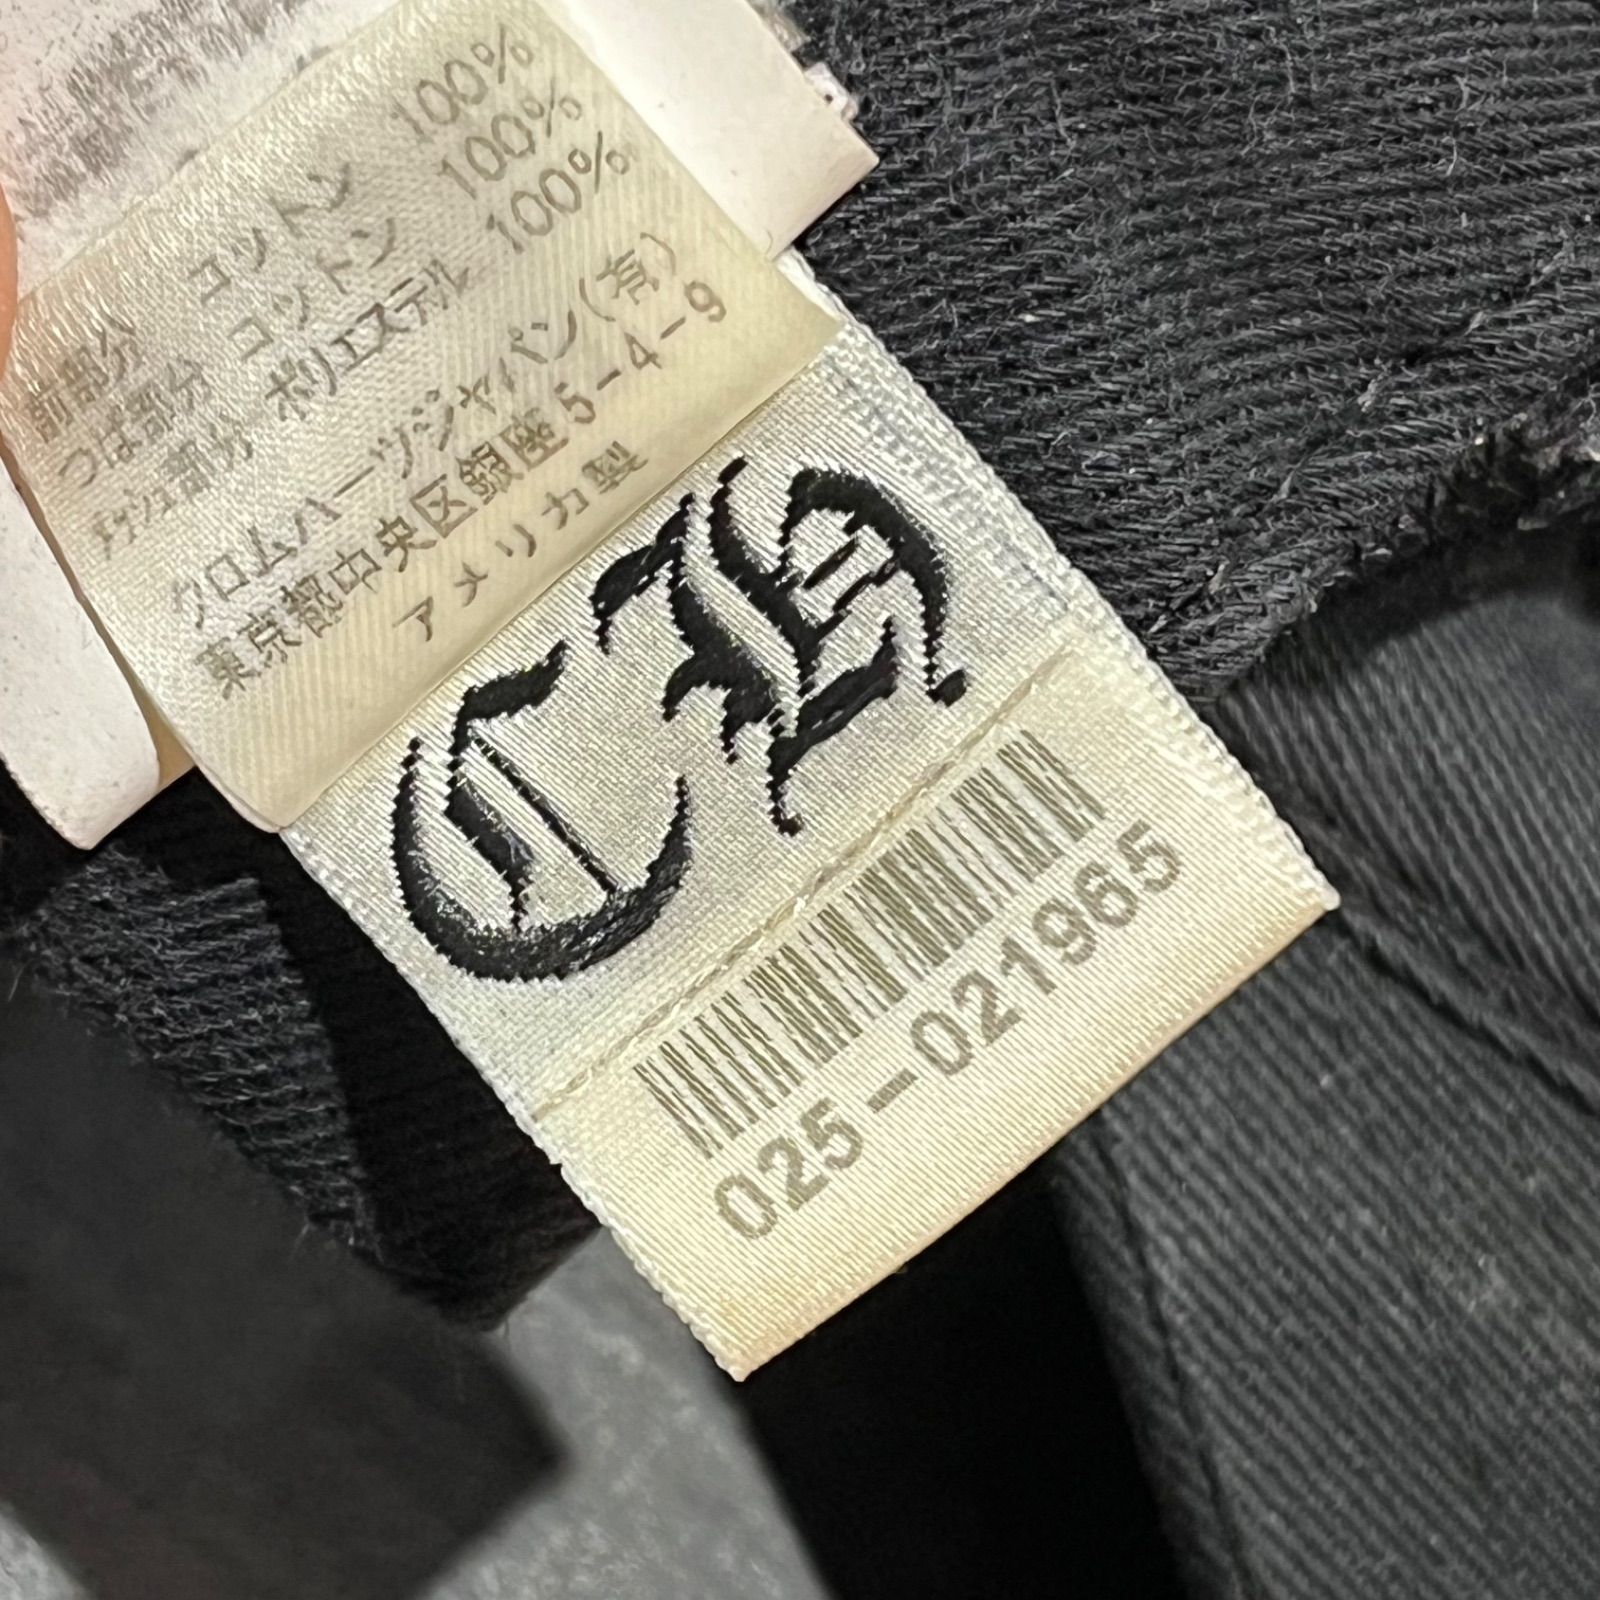 前部分 コットン 100%
つば部分 コットン 100%
メッシュ部分 ポリエステル 100%
クロムハーツジャパン(有)
東京都中央区銀座5-4-9
アメリカ製
CH
025-021965